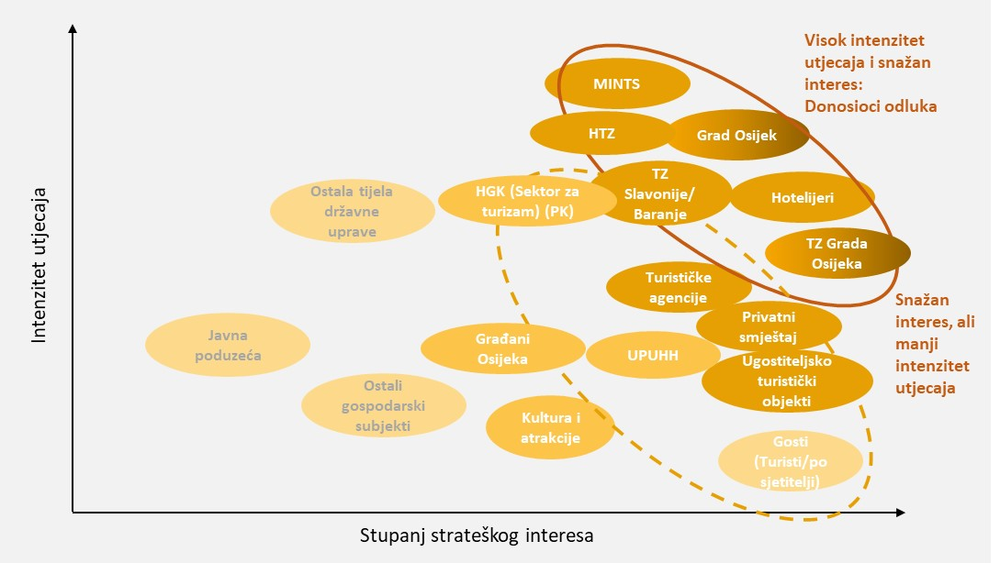 Visok intenzitet
utjecaja i snažan
interes:
Donosioci odluka
MINTS
HTZ
Grad Osijek
TZ
Slavonije/
Baranje
Hotelijeri
HGK (Sektor za
turizam) (PK)
Ostala tijela
državne
uprave
TZ Grada
Osijeka
Turističke
agencije
Snažan
interes, ali
manji
intenzitet
utjecaja
Privatni
smještaj
Javna
poduzeća
Građani
Osijeka
UPUHH
Ugostiteljsko
turistički
objekti
Ostali
gospodarski
subjekti
Kultura i
atrakcije
Gosti
(Turisti/po
sjetitelji)
Intenzitet utjecaja
Stupanj strateškog interesa